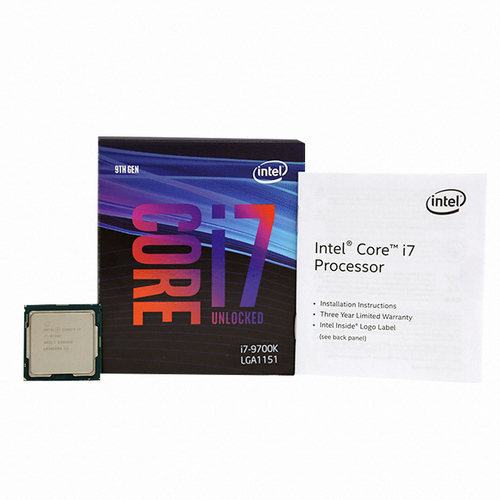 9TH GEN
intel
CORE
i7
UNLOCKED
i7-9700K
LGA1151
intel
Intel® Core™ i7
Processor
• Installation Instructions
• Three Year Limited Warranty
• Intel Inside® Logo Label
(see back panel)